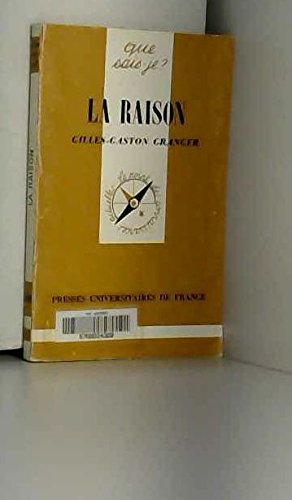 que
sais-je?
LA RAISON
GILLES-GASTON GRANGER
PRESSES UNIVERSITAIRES DE FRANCE
LA RAISON